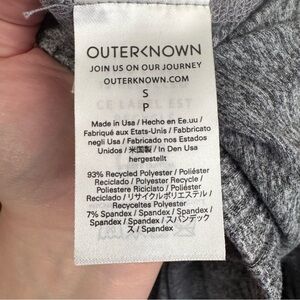 OUTERKNOWN
JOIN US ON OUR JOURNEY
OUTERKNOWN.COM
S
P
Made in Usa / Hecho en Ee.uu /
Fabriqué aux Etats-Unis / Fabbricato
negli Usa / Fabricado nos Estados
Unidos / 米国製 / In Den Usa
hergestellt
93% Recycled Polyester / Poliéster
Reciclado / Polyester Recycle /
Poliestere Riciclato / Poliéster
Reciclado / リサイクルポリエステル /
Recyceltes Polyester
7% Spandex / Spandex / Spandex /
Spandex / Spandex / スパンデック
ス / Spandex